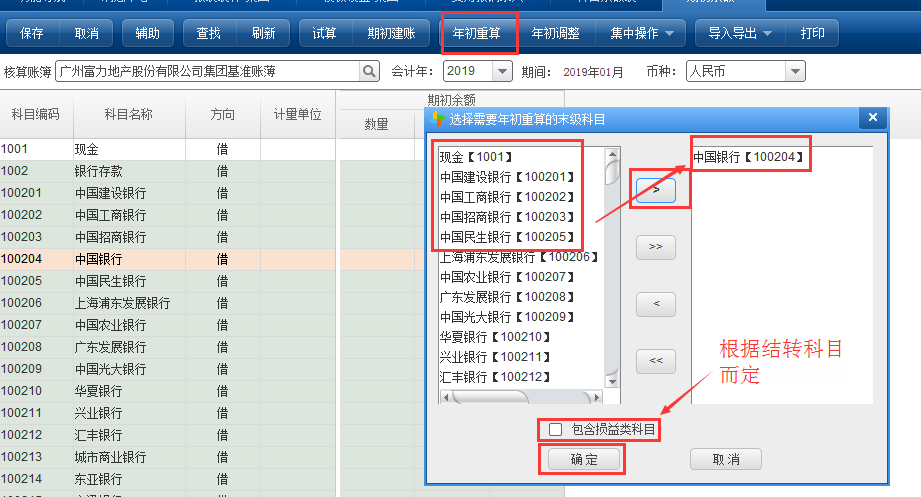 保存 取消 辅助 查找 刷新 试算 期初建账 年初重算 年初调整 集中操作 导入导出 打印
核算账簿 广州富力地产股份有限公司集团基准账簿 会计年: 2019 期间: 2019年01月 币种: 人民币
科目编码 科目名称 方向 计量单位 期初余额
数量
1001 现金 借
1002 银行存款 借
100201 中国建设银行 借
100202 中国工商银行 借
100203 中国招商银行 借
100204 中国银行 借
100205 中国民生银行 借
100206 上海浦东发展银行 借
100207 中国农业银行 借
100208 广东发展银行 借
100209 中国光大银行 借
100210 华夏银行 借
100211 兴业银行 借
100212 汇丰银行 借
100213 城市商业银行 借
100214 东亚银行 借
选择需要年初重算的末级科目
现金【1001】
中国建设银行【100201】
中国工商银行【100202】
中国招商银行【100203】
中国民生银行【100205】
上海浦东发展银行【100206】
中国农业银行【100207】
广东发展银行【100208】
中国光大银行【100209】
华夏银行【100210】
兴业银行【100211】
汇丰银行【100212】
>
>>
<
<<
中国银行【100204】
根据结转科目
而定
包含损益类科目
确定 取消